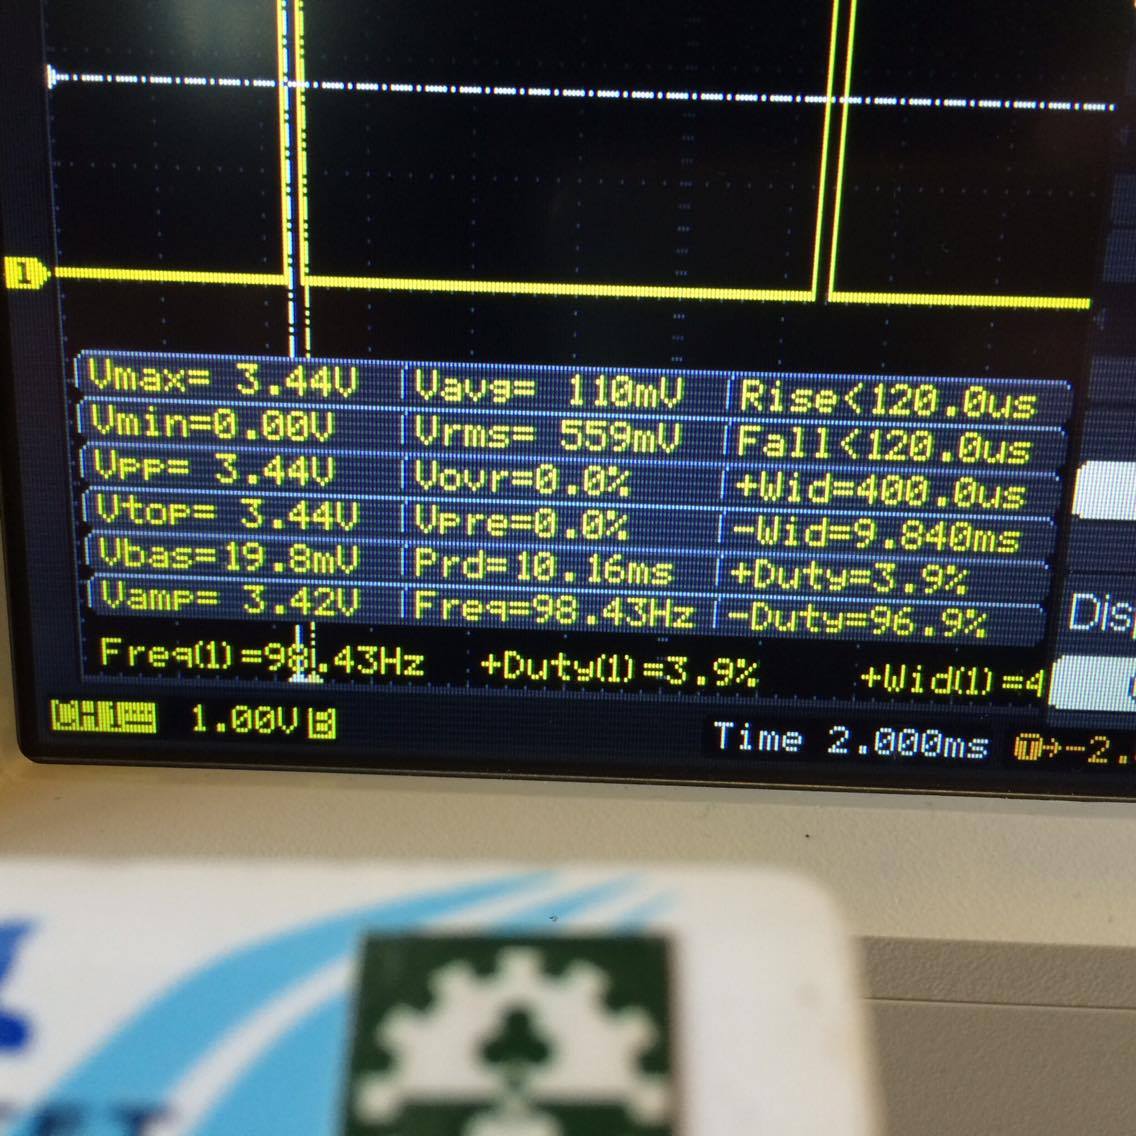 1
Vmax= 3.44V Vavg= 110mV Rise<120.0us
Vmin=0.00V Vrms= 559mV Fall<120.0us
Vpp= 3.44V Vovr=0.0% +Wid=400.0us
Vtop= 3.44V Vpre=0.0% -Wid=9.840ms
Vbas=19.8mV Prd=10.16ms +Duty=3.9%
Vamp= 3.42V Freq=98.43Hz -Duty=96.9%
Disp
Freq(1)=98.43Hz +Duty(1)=3.9% +Wid(1)=4
CH1 1.00V B Time 2.000ms T→-2.